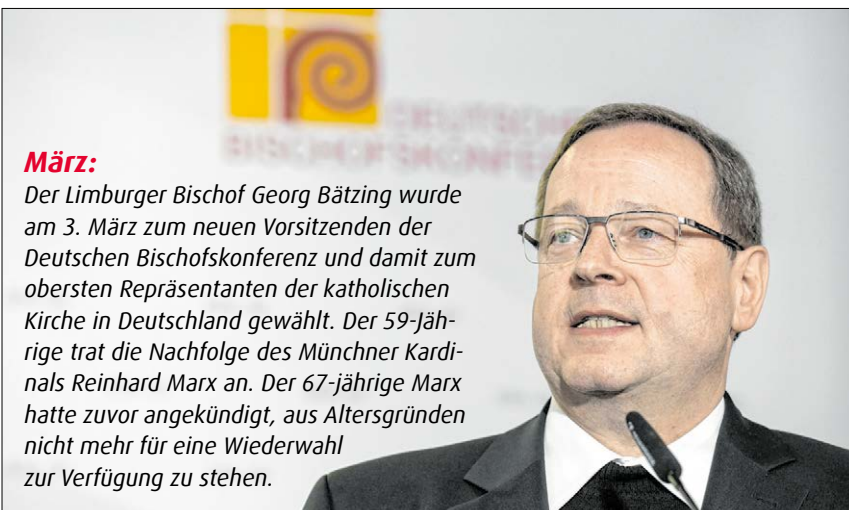 DEUTSCHE
BISCHOFSKONFE
März:
Der Limburger Bischof Georg Bätzing wurde
am 3. März zum neuen Vorsitzenden der
Deutschen Bischofskonferenz und damit zum
obersten Repräsentanten der katholischen
Kirche in Deutschland gewählt. Der 59-Jäh-
rige trat die Nachfolge des Münchner Kardi-
nals Reinhard Marx an. Der 67-jährige Marx
hatte zuvor angekündigt, aus Altersgründen
nicht mehr für eine Wiederwahl
zur Verfügung zu stehen.